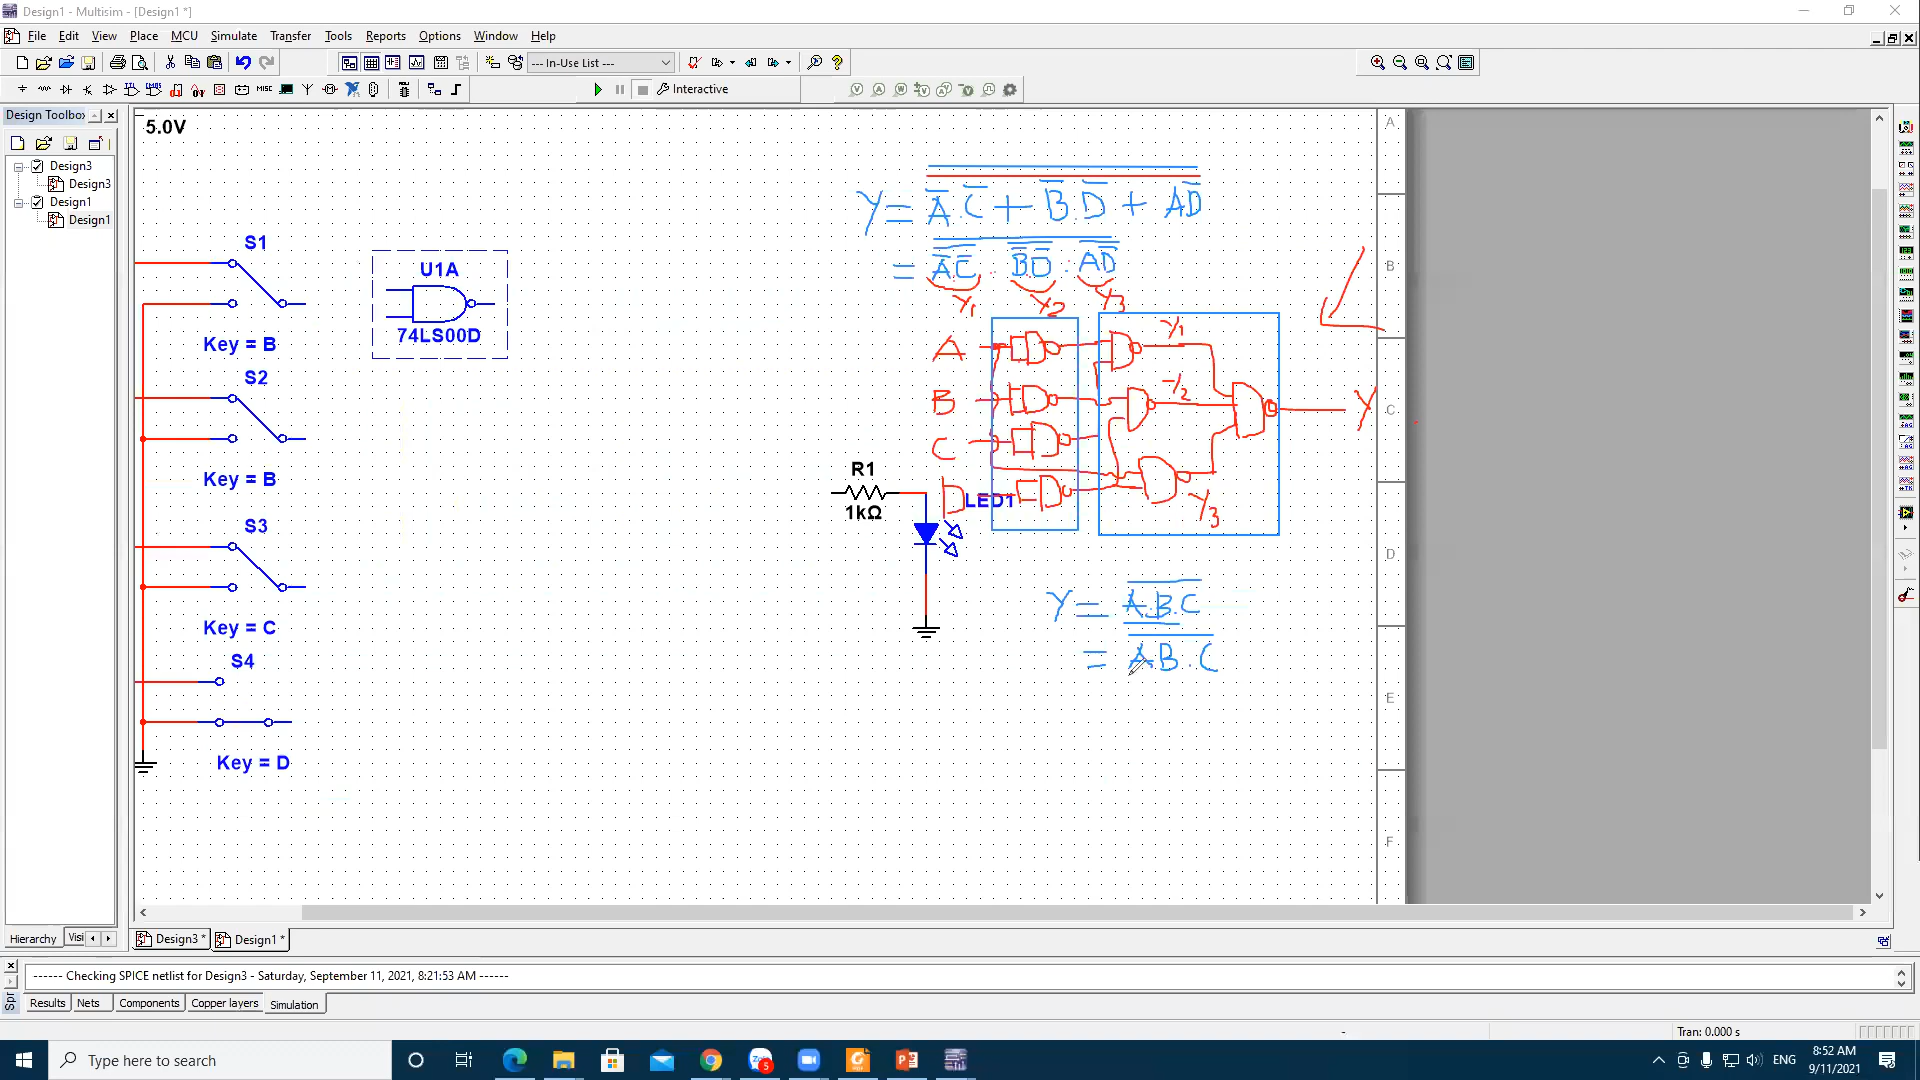 Design1 - Multisim - [Design1 *]
File Edit View Place MCU Simulate Transfer Tools Reports Options Window Help
--- In-Use List ---
Interactive
Design Toolbox
Design3
Design3
Design1
Design1
Hierarchy Visi
5.0V
S1
Key = B
S2
Key = B
S3
Key = C
S4
Key = D
U1A
74LS00D
R1
1kΩ
LED1
Y = A̅.C̅ + B̅.D̅ + AD̅
= A̅C̅ . B̅D̅ . AD̅
Y1 Y2 Y3
A
B
C
D
Y1
Y2
Y3
Y
Y = A.B.C
= A.B.C
A
B
C
D
E
F
Design3 * Design1 *
------ Checking SPICE netlist for Design3 - Saturday, September 11, 2021, 8:21:53 AM ------
Spr
Results Nets Components Copper layers Simulation
- Tran: 0.000 s
Type here to search
5
ENG
8:52 AM
9/11/2021